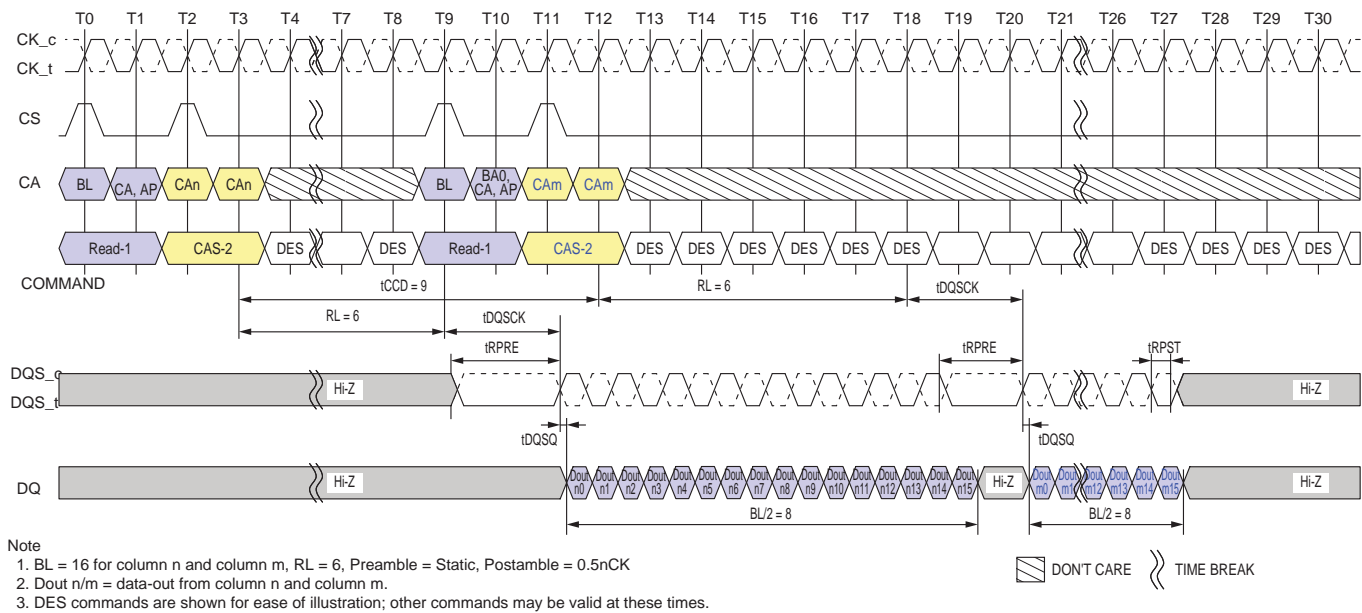 T0 T1 T2 T3 T4 T7 T8 T9 T10 T11 T12 T13 T14 T15 T16 T17 T18 T19 T20 T21 T26 T27 T28 T29 T30
CK_c
CK_t
CS
CA
BL CA, AP CAn CAn BL BA0, CA, AP CAm CAm
Read-1 CAS-2 DES DES Read-1 CAS-2 DES DES DES DES DES DES DES DES DES DES
COMMAND
tCCD = 9 RL = 6 tDQSCK
RL = 6 tDQSCK
tRPRE tRPRE tRPST
DQS_c
DQS_t
Hi-Z Hi-Z
tDQSQ tDQSQ
DQ
Hi-Z Dout n0 Dout n1 Dout n2 Dout n3 Dout n4 Dout n5 Dout n6 Dout n7 Dout n8 Dout n9 Dout n10 Dout n11 Dout n12 Dout n13 Dout n14 Dout n15 Hi-Z Dout m0 Dout m1 Dout m12 Dout m13 Dout m14 Dout m15 Hi-Z
BL/2 = 8 BL/2 = 8
Note
1. BL = 16 for column n and column m, RL = 6, Preamble = Static, Postamble = 0.5nCK
2. Dout n/m = data-out from column n and column m.
3. DES commands are shown for ease of illustration; other commands may be valid at these times.
DON'T CARE TIME BREAK